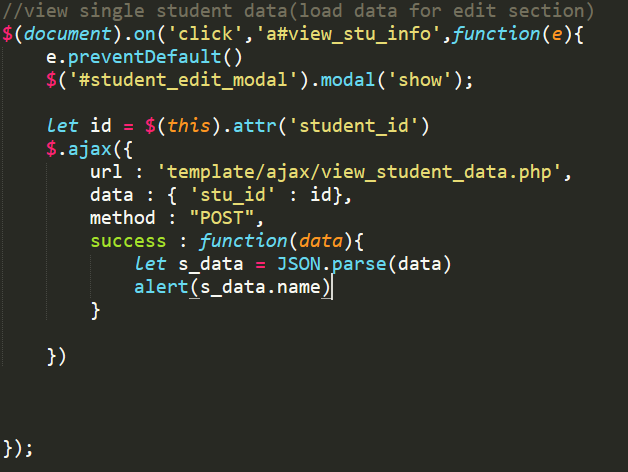 //view single student data(load data for edit section)
$(document).on('click','a#view_stu_info',function(e){
e.preventDefault()
$('#student_edit_modal').modal('show');
let id = $(this).attr('student_id')
$.ajax({
url : 'template/ajax/view_student_data.php',
data : { 'stu_id' : id},
method : "POST",
success : function(data){
let s_data = JSON.parse(data)
alert(s_data.name)
}
})
});